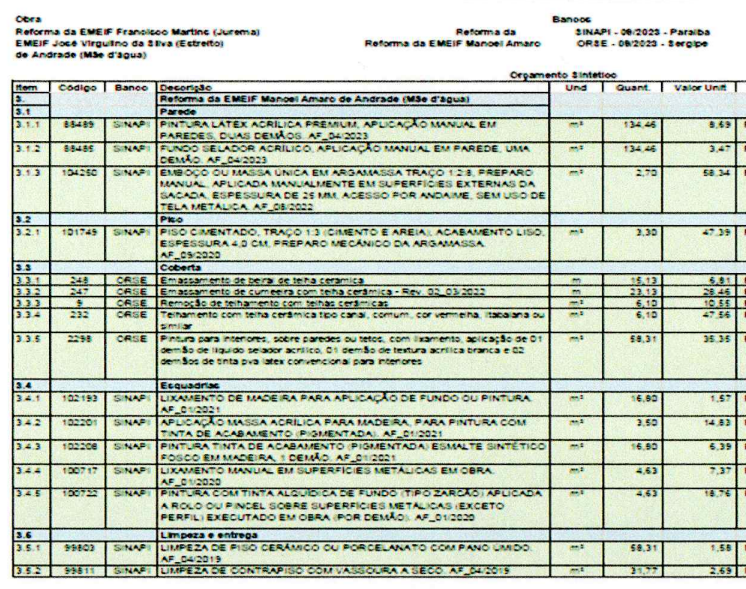 Obra
Reforma da EMEIF Francisco Martins (Jurema)
EMEIF José Virgulino da Silva (Estreito)
de Andrade (Mãe d'água)
Reforma da
Reforma da EMEIF Manoel Amaro
Bancos
SINAPI - 09/2023 - Paraíba
ORSE - 08/2023 - Sergipe
Orçamento Sintético
Item Código Banco Descrição Und Quant. Valor Unit
3. Reforma da EMEIF Manoel Amaro de Andrade (Mãe d'água)
3.1 Parede
3.1.1 88489 SINAPI PINTURA LÁTEX ACRÍLICA PREMIUM, APLICAÇÃO MANUAL EM m² 134,46 8,69
PAREDES, DUAS DEMÃOS. AF_04/2023
3.1.2 88485 SINAPI FUNDO SELADOR ACRÍLICO, APLICAÇÃO MANUAL EM PAREDE, UMA m² 134,46 3,47
DEMÃO. AF_04/2023
3.1.3 104250 SINAPI EMBOÇO OU MASSA ÚNICA EM ARGAMASSA TRAÇO 1:2:8, PREPARO m² 2,70 58,34
MANUAL, APLICADA MANUALMENTE EM SUPERFÍCIES EXTERNAS DA
SACADA, ESPESSURA DE 25 MM, ACESSO POR ANDAIME, SEM USO DE
TELA METÁLICA. AF_08/2022
3.2 Piso
3.2.1 101749 SINAPI PISO CIMENTADO, TRAÇO 1:3 (CIMENTO E AREIA), ACABAMENTO LISO, m² 3,30 47,39
ESPESSURA 4,0 CM, PREPARO MECÂNICO DA ARGAMASSA.
AF_09/2020
3.3 Coberta
3.3.1 248 ORSE Emassamento de beiral de telha cerâmica m 15,13 6,81
3.3.2 247 ORSE Emassamento de cumeeira com telha cerâmica - Rev. 02_03/2022 m 23,13 28,46
3.3.3 9 ORSE Remoção de telhamento com telhas cerâmicas m² 6,10 10,55
3.3.4 232 ORSE Telhamento com telha cerâmica tipo canal, comum, cor vermelha, Itabaiana ou m² 6,10 47,56
similar
3.3.5 2298 ORSE Pintura para interiores, sobre paredes ou tetos, com lixamento, aplicação de 01 m² 58,31 35,35
demão de líquido selador acrílico, 01 demão de textura acrílica branca e 02
demãos de tinta pva latex convencional para interiores
3.4 Esquadrias
3.4.1 102193 SINAPI LIXAMENTO DE MADEIRA PARA APLICAÇÃO DE FUNDO OU PINTURA. m² 16,80 1,57
AF_01/2021
3.4.2 102201 SINAPI APLICAÇÃO MASSA ACRÍLICA PARA MADEIRA, PARA PINTURA COM m² 3,50 14,83
TINTA DE ACABAMENTO (PIGMENTADA). AF_01/2021
3.4.3 102208 SINAPI PINTURA TINTA DE ACABAMENTO (PIGMENTADA) ESMALTE SINTÉTICO m² 16,80 6,39
FOSCO EM MADEIRA, 1 DEMÃO. AF_01/2021
3.4.4 100717 SINAPI LIXAMENTO MANUAL EM SUPERFÍCIES METÁLICAS EM OBRA. m² 4,63 7,37
AF_01/2020
3.4.5 100722 SINAPI PINTURA COM TINTA ALQUÍDICA DE FUNDO (TIPO ZARCÃO) APLICADA m² 4,63 18,76
A ROLO OU PINCEL SOBRE SUPERFÍCIES METÁLICAS (EXCETO
PERFIL) EXECUTADO EM OBRA (POR DEMÃO). AF_01/2020
3.5 Limpeza e entrega
3.5.1 99803 SINAPI LIMPEZA DE PISO CERÂMICO OU PORCELANATO COM PANO ÚMIDO. m² 58,31 1,58
AF_04/2019
3.5.2 99811 SINAPI LIMPEZA DE CONTRAPISO COM VASSOURA A SECO. AF_04/2019 m² 31,77 2,69